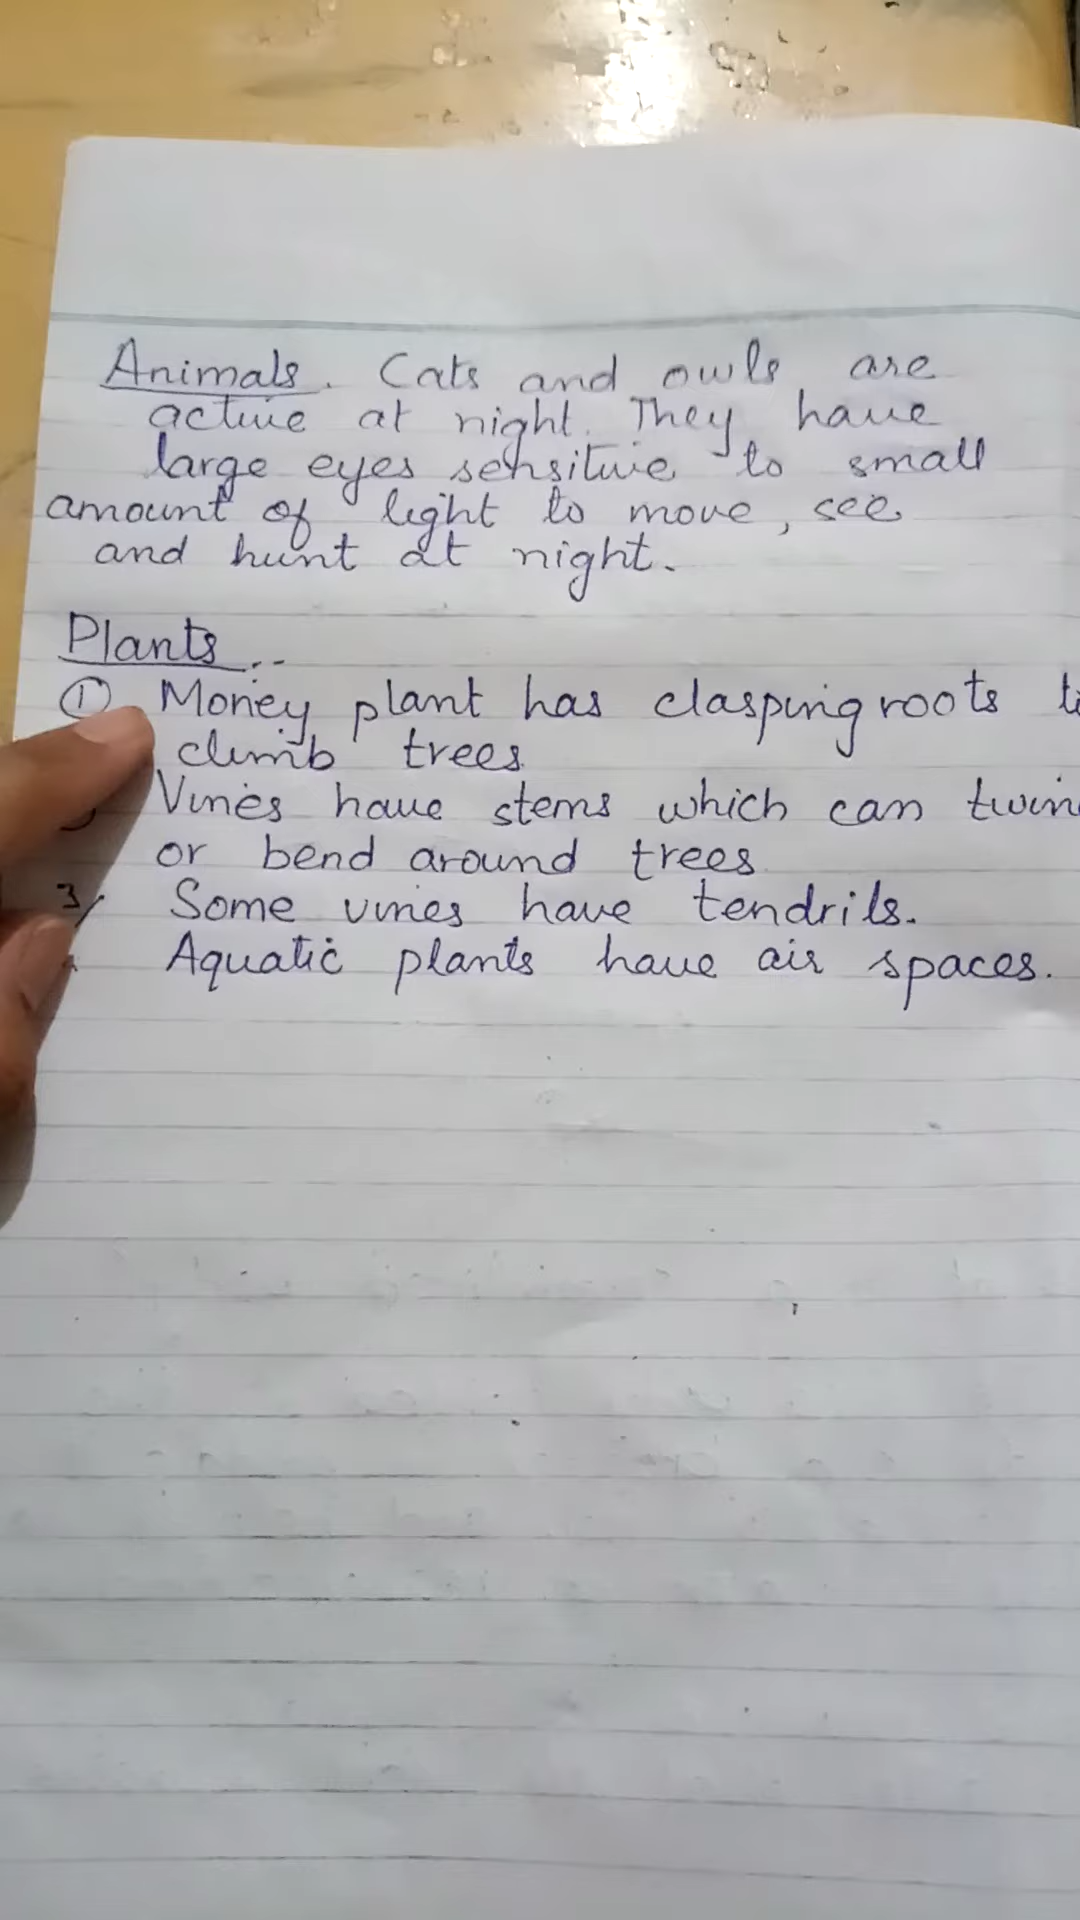 Animals. Cats and owls are
active at night. They have
large eyes sensitive to small
amount of light to move, see
and hunt at night.
Plants..
① Money plant has clasping roots
climb trees
Vines have stems which can
or bend around trees
3/ Some vines have tendrils.
Aquatic plants have air spaces.